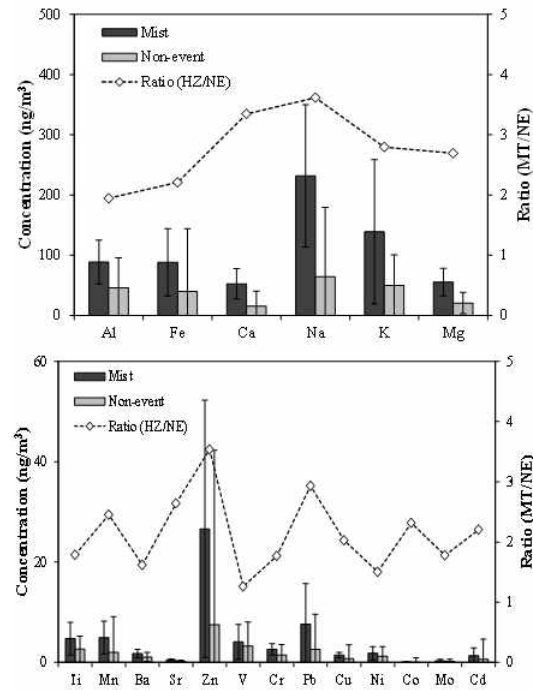 500
400
300
200
100
0
Concentration (ng/m³)
Mist
Non-event
Ratio (HZ/NE)
5
4
3
2
1
0
Ratio (MT/NE)
Al Fe Ca Na K Mg
60
40
20
0
Concentration (ng/m³)
Mist
Non-event
Ratio (HZ/NE)
5
4
3
2
1
0
Ratio (MT/NE)
Ii Mn Ba Sr Zn V Cr Pb Cu Ni Co Mo Cd